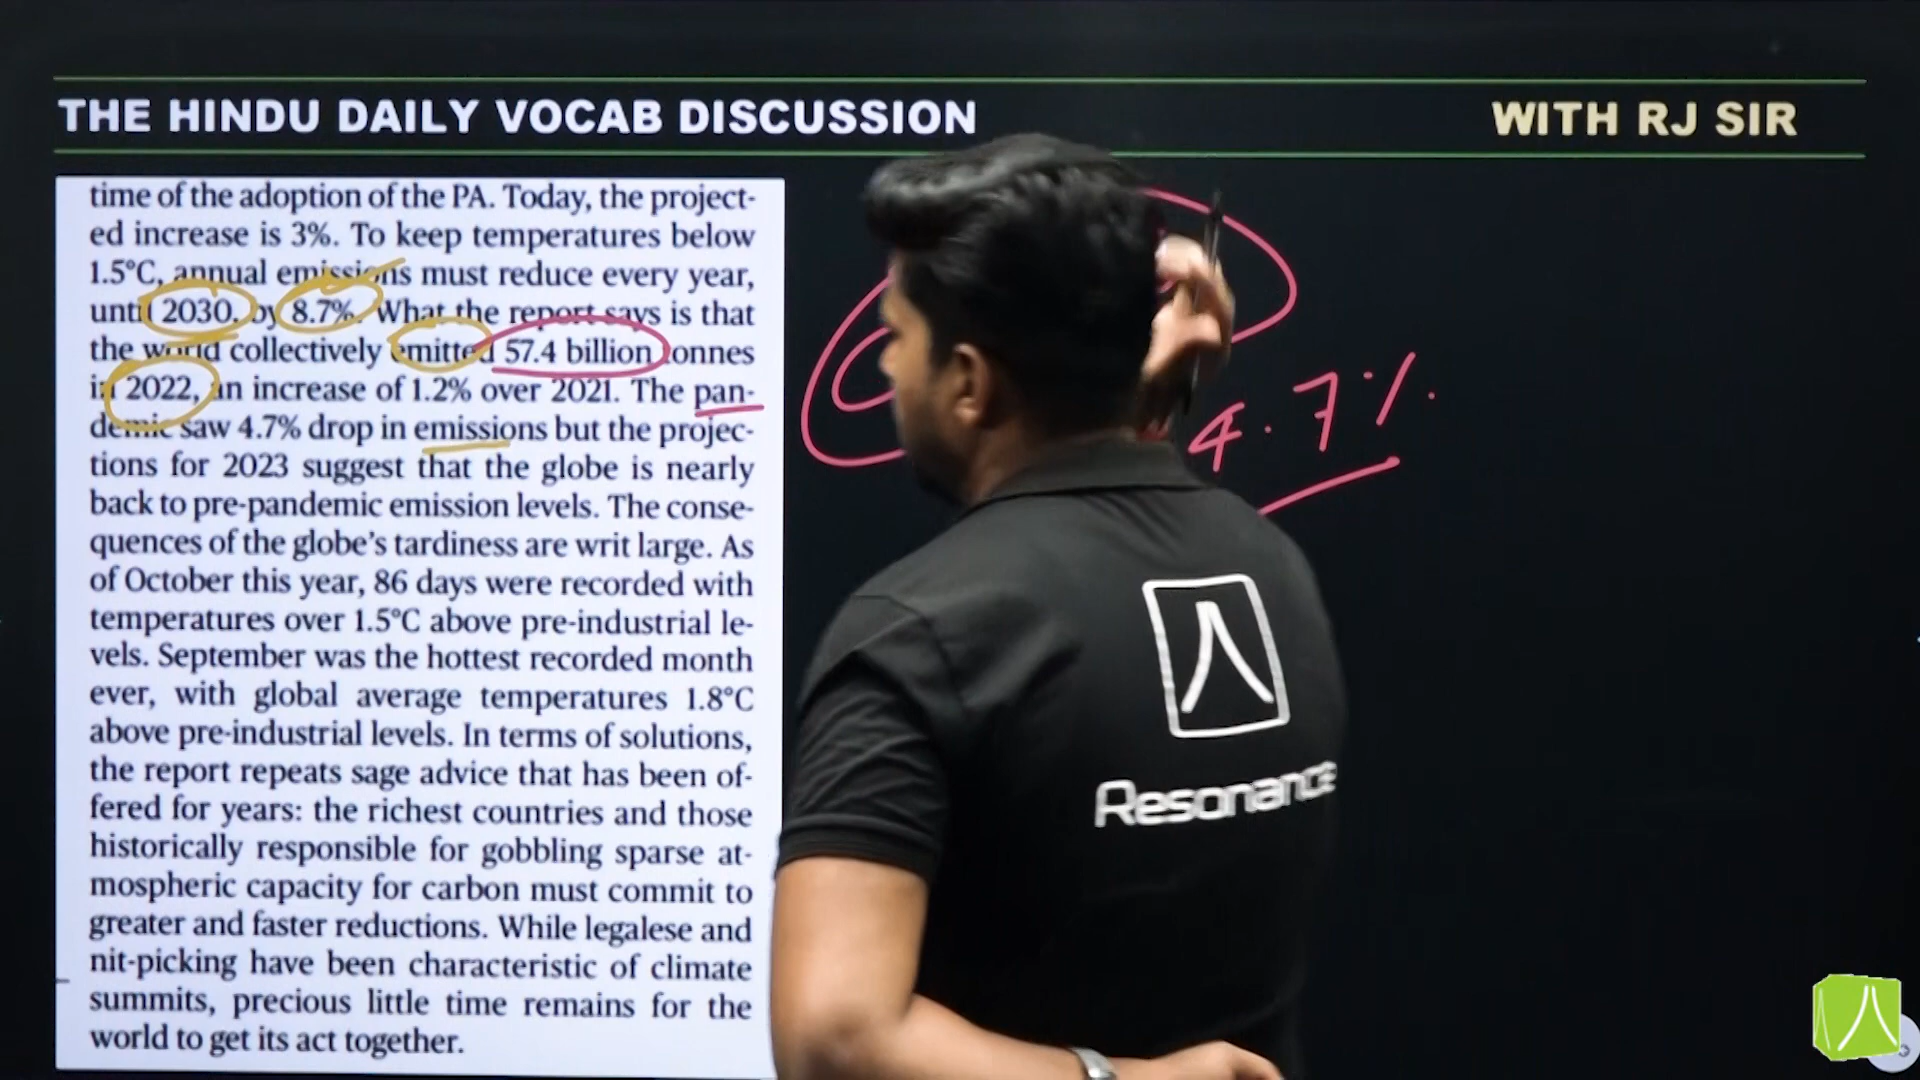 THE HINDU DAILY VOCAB DISCUSSION
WITH RJ SIR
time of the adoption of the PA. Today, the project-
ed increase is 3%. To keep temperatures below
1.5°C, annual emissions must reduce every year,
until 2030, by 8.7%. What the report says is that
the world collectively emitted 57.4 billion tonnes
in 2022, an increase of 1.2% over 2021. The pan-
demic saw 4.7% drop in emissions but the projec-
tions for 2023 suggest that the globe is nearly
back to pre-pandemic emission levels. The conse-
quences of the globe's tardiness are writ large. As
of October this year, 86 days were recorded with
temperatures over 1.5°C above pre-industrial le-
vels. September was the hottest recorded month
ever, with global average temperatures 1.8°C
above pre-industrial levels. In terms of solutions,
the report repeats sage advice that has been of-
fered for years: the richest countries and those
historically responsible for gobbling sparse at-
mospheric capacity for carbon must commit to
greater and faster reductions. While legalese and
nit-picking have been characteristic of climate
summits, precious little time remains for the
world to get its act together.
4.7%
Resonance